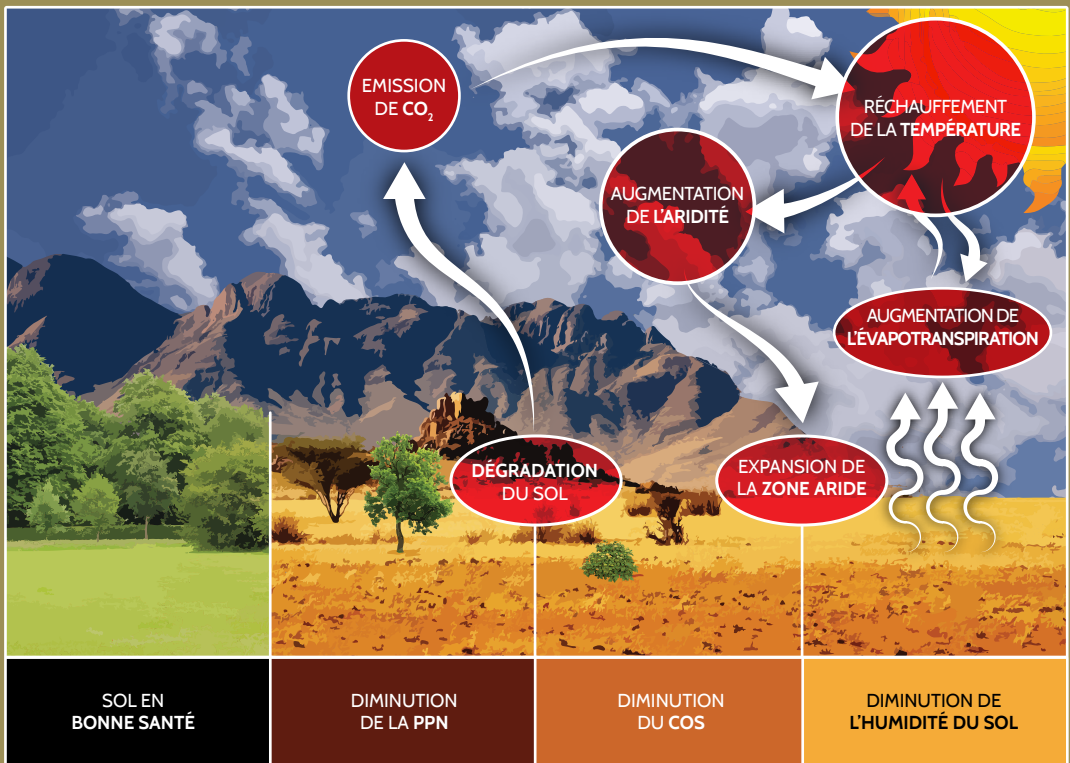 EMISSION
DE CO₂
RÉCHAUFFEMENT
DE LA TEMPÉRATURE
AUGMENTATION
DE L'ARIDITÉ
AUGMENTATION DE
L'ÉVAPOTRANSPIRATION
DÉGRADATION
DU SOL
EXPANSION DE
LA ZONE ARIDE
SOL EN
BONNE SANTÉ
DIMINUTION
DE LA PPN
DIMINUTION
DU COS
DIMINUTION DE
L'HUMIDITÉ DU SOL